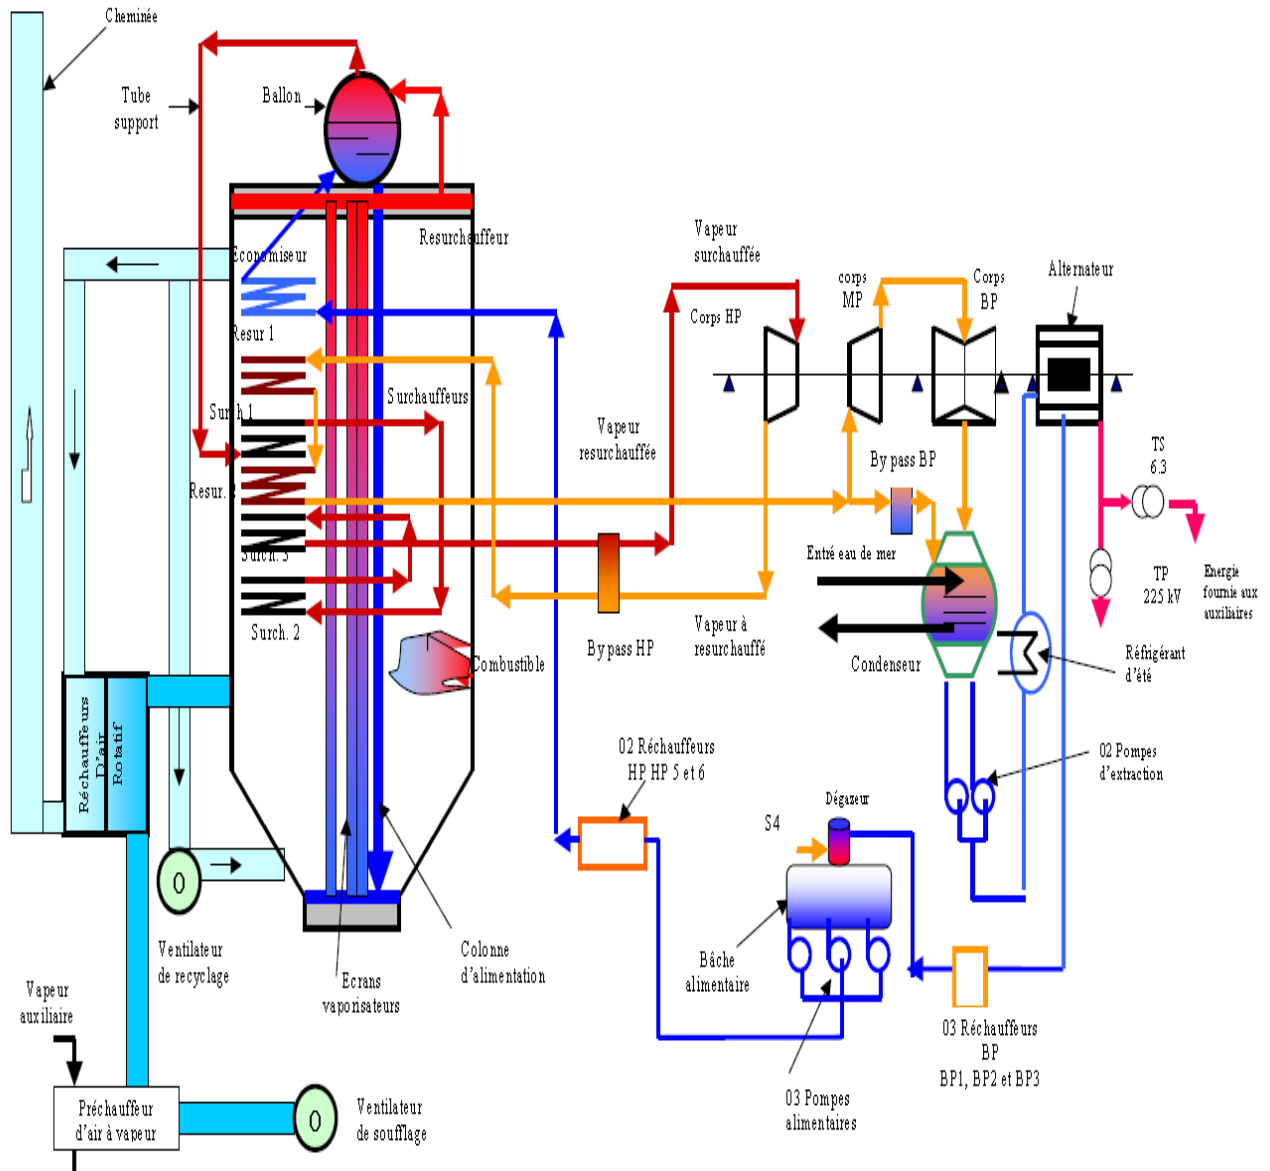 Cheminée
Tube
support
Ballon
Resurchauffeur
Economiseur
Resur 1
Surch 1
Surchauffeurs
Resur. 2
Surch. 3
Surch. 2
Combustible
Vapeur
surchauffée
Corps HP
corps
MP
Corps
BP
Alternateur
Vapeur
resurchauffée
By pass BP
TS
6.3
Entré eau de mer
TP
225 kV
Energie
fournie aux
auxiliaires
By pass HP
Vapeur à
resurchauffé
Condenseur
Réfrigérant
d'été
Réchauffeurs
D'air
Rotatif
02 Réchauffeurs
HP HP 5 et 6
02 Pompes
d'extraction
Dégazeur
S4
Ventilateur
de recyclage
Colonne
d'alimentation
Ecrans
vaporisateurs
Bâche
alimentaire
Vapeur
auxiliaire
03 Réchauffeurs
BP
BP1, BP2 et BP3
03 Pompes
alimentaires
Préchauffeur
d'air à vapeur
Ventilateur
de soufflage